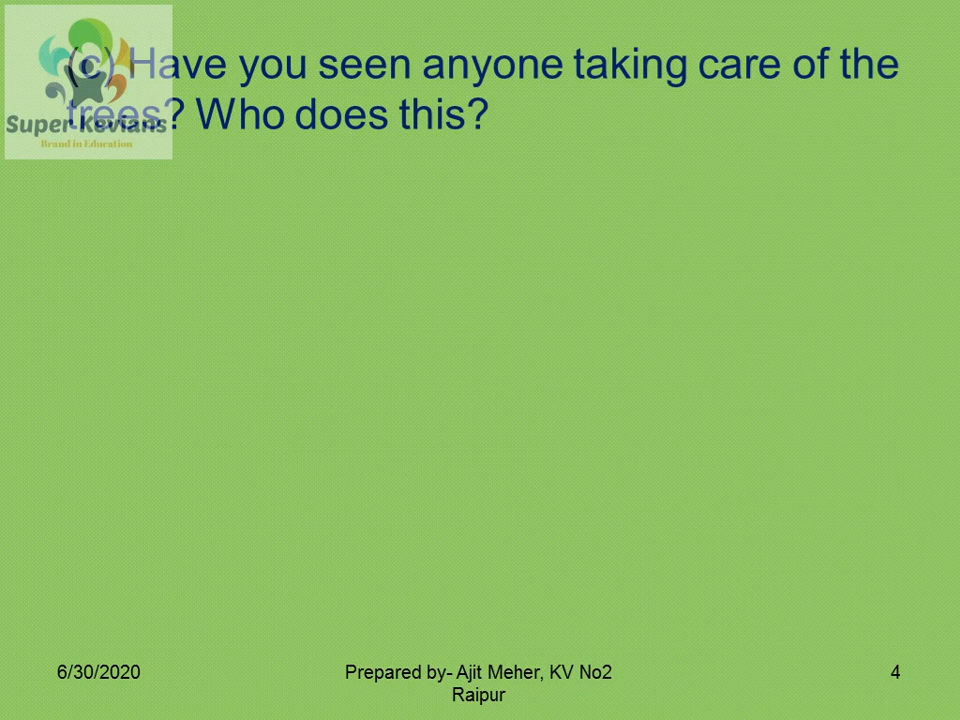 (c) Have you seen anyone taking care of the
trees? Who does this?
Super Kevians
Brand in Education
6/30/2020
Prepared by- Ajit Meher, KV No2
Raipur
4